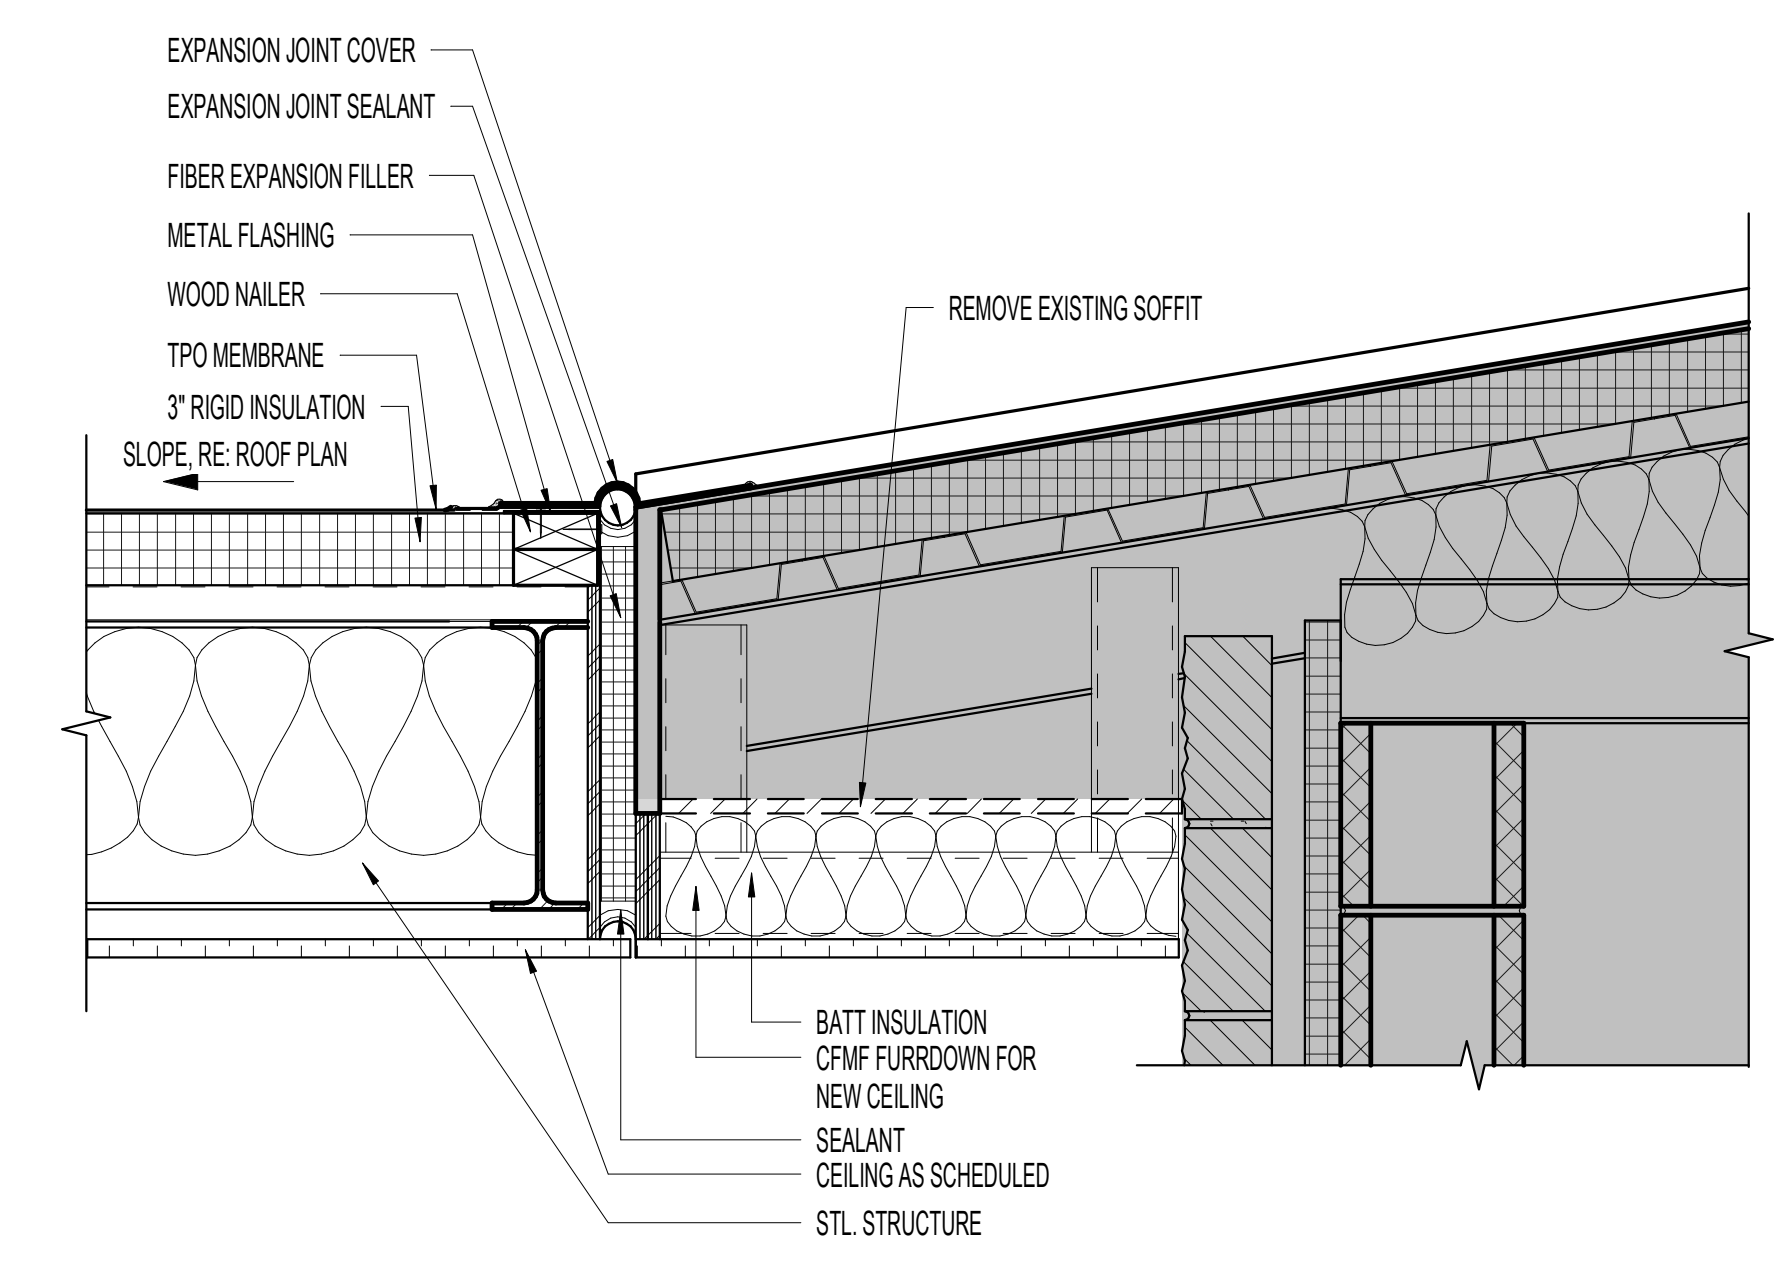 EXPANSION JOINT COVER
EXPANSION JOINT SEALANT
FIBER EXPANSION FILLER
METAL FLASHING
WOOD NAILER
TPO MEMBRANE
3" RIGID INSULATION
SLOPE, RE: ROOF PLAN
REMOVE EXISTING SOFFIT
BATT INSULATION
CFMF FURRDOWN FOR
NEW CEILING
SEALANT
CEILING AS SCHEDULED
STL. STRUCTURE